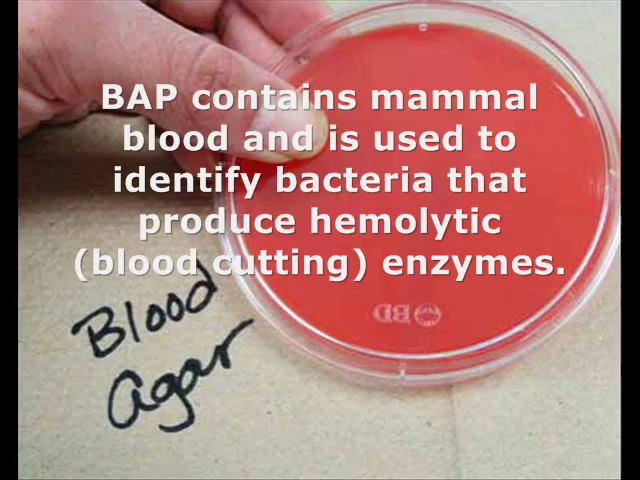 BAP contains mammal
blood and is used to
identify bacteria that
produce hemolytic
(blood cutting) enzymes.
Blood
Agar
BD